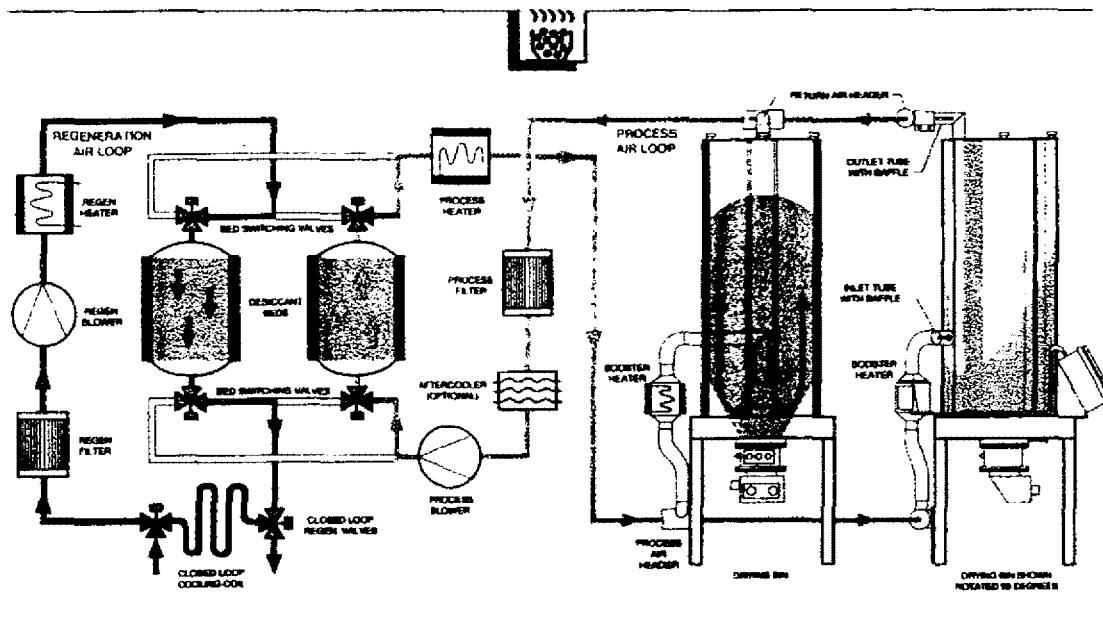 REGENERATION
AIR LOOP
REGEN
HEATER
REGEN
BLOWER
REGEN
FILTER
BED SWITCHING VALVES
DESICCANT
BEDS
BED SWITCHING VALVES
CLOSED LOOP
REGEN VALVES
CLOSED LOOP
COOLING COIL
PROCESS
HEATER
PROCESS
FILTER
AFTERCOOLER
(OPTIONAL)
PROCESS
BLOWER
PROCESS
AIR LOOP
RETURN AIR HEADER
OUTLET TUBE
WITH BAFFLE
INLET TUBE
WITH BAFFLE
BOOSTER
HEATER
BOOSTER
HEATER
PROCESS
AIR
HEADER
DRYING BIN
DRYING BIN SHOWN
ROTATED 90 DEGREES